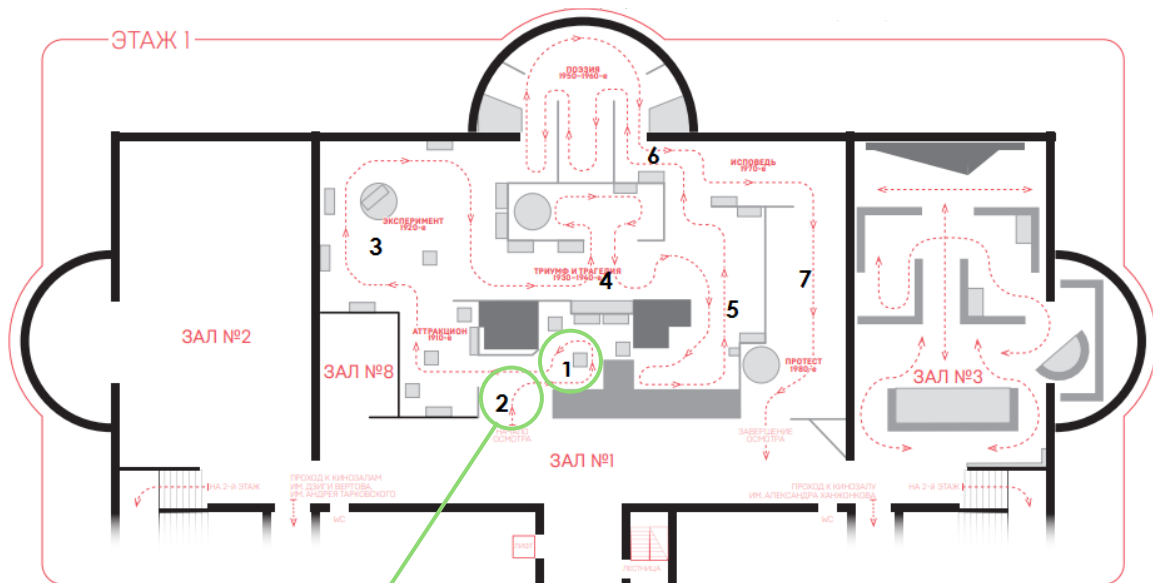 ЭТАЖ 1
ПОЭЗИЯ
1950–1960-е
6
ИСПОВЕДЬ
1970-е
ЭКСПЕРИМЕНТ
1920-е
3
ТРИУМФ И ТРАГЕДИЯ
1930–1940-е
4
5
7
ЗАЛ №2
АТТРАКЦИОН
1910-е
ЗАЛ №8
1
2
ПРОТЕСТ
1980-е
ЗАЛ №3
НАЧАЛО
ОСМОТРА
ЗАВЕРШЕНИЕ
ОСМОТРА
ЗАЛ №1
НА 2-й ЭТАЖ
ПРОХОД К КИНОЗАЛАМ
ИМ. ДЗИГИ ВЕРТОВА,
ИМ. АНДРЕЯ ТАРКОВСКОГО
ПРОХОД К КИНОЗАЛУ
ИМ. АЛЕКСАНДРА ХАНЖОНКОВА
НА 2-й ЭТАЖ
WC
WC
ЛИФТ
ЛЕСТНИЦА